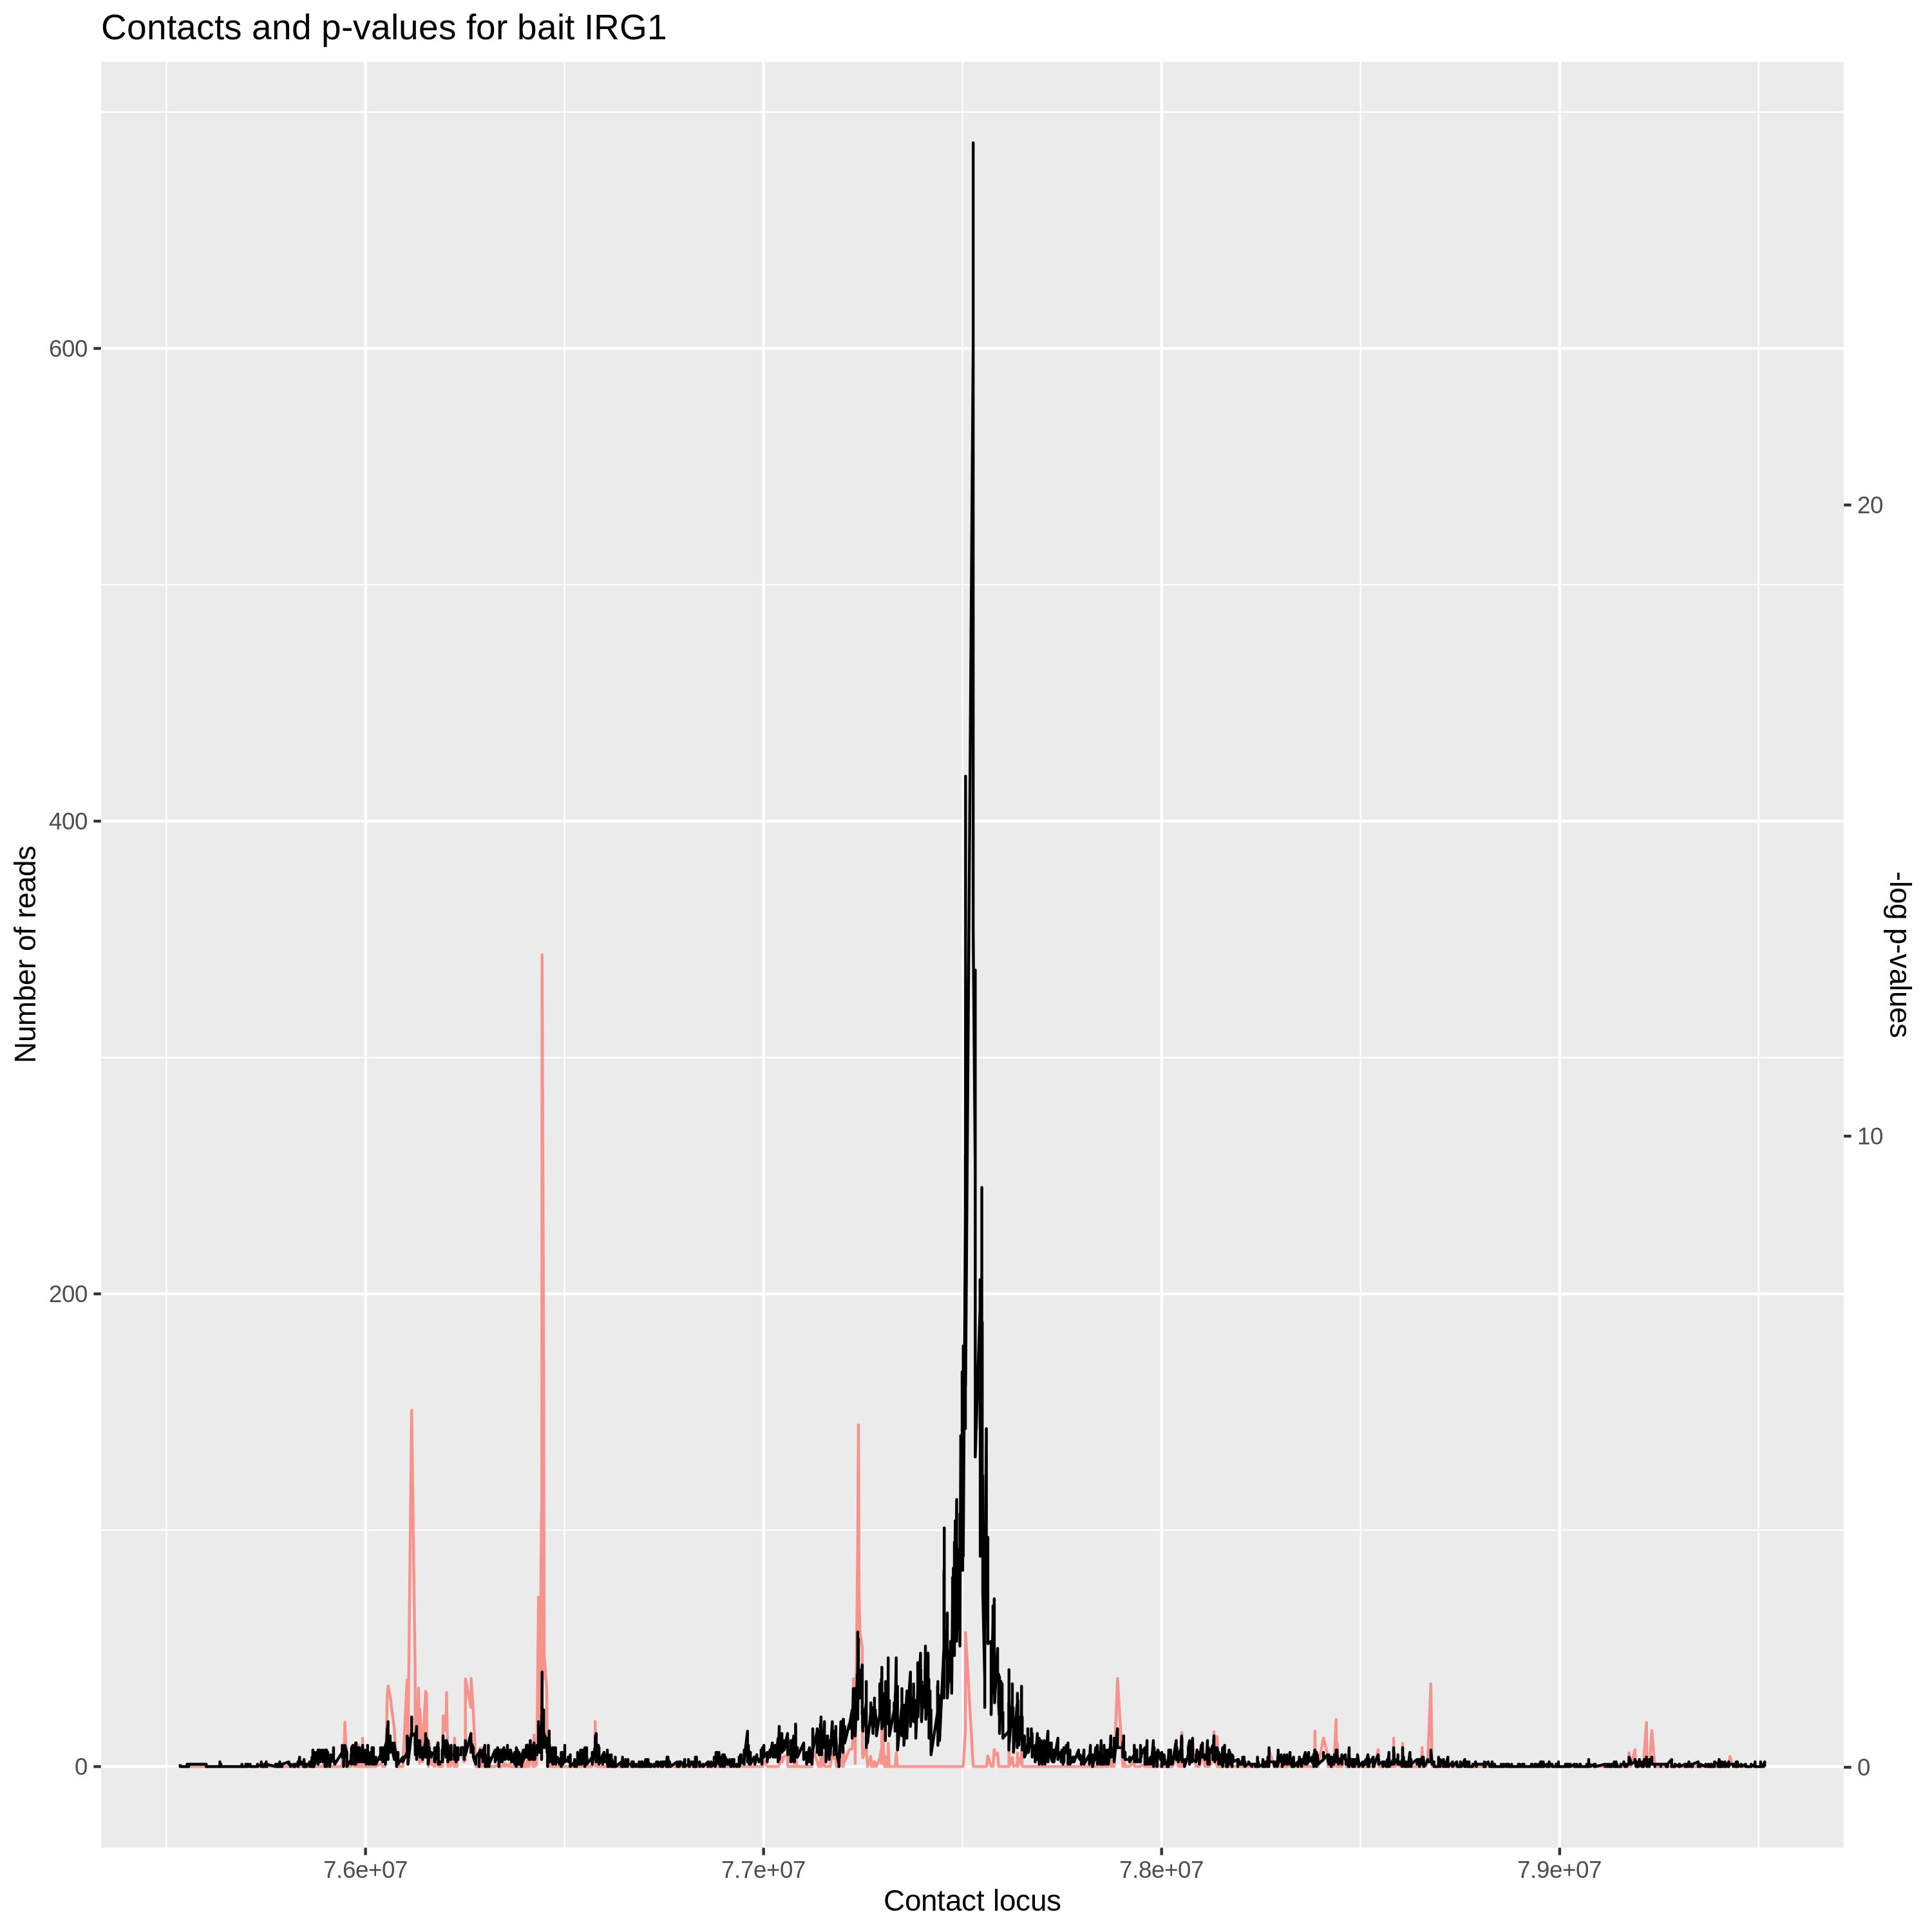 Contacts and p-values for bait IRG1
600
400
200
0
Number of reads
20
10
0
-log p-values
7.6e+07
7.7e+07
7.8e+07
7.9e+07
Contact locus